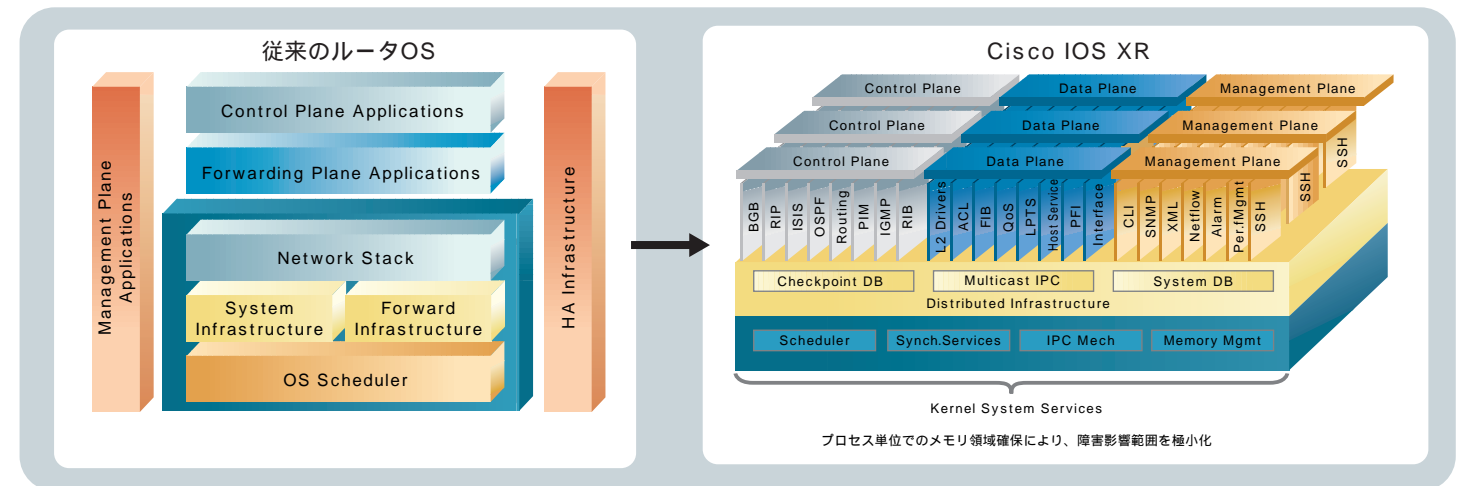 従来のルータOS
Management Plane
Applications
Control Plane Applications
Forwarding Plane Applications
Network Stack
System
Infrastructure
Forward
Infrastructure
OS Scheduler
HA Infrastructure
Cisco IOS XR
Control Plane
Data Plane
Management Plane
Control Plane
Data Plane
Management Plane
Control Plane
Data Plane
Management Plane
BGB
RIP
ISIS
OSPF
Routing
PIM
IGMP
RIB
L2 Drivers
ACL
FIB
QoS
LPTS
Host Service
PFI
Interface
CLI
SNMP
XML
Netflow
Alarm
Per.fMgmt
SSH
SSH
SSH
Checkpoint DB
Multicast IPC
System DB
Distributed Infrastructure
Scheduler
Synch.Services
IPC Mech
Memory Mgmt
Kernel System Services
プロセス単位でのメモリ領域確保により、障害影響範囲を極小化